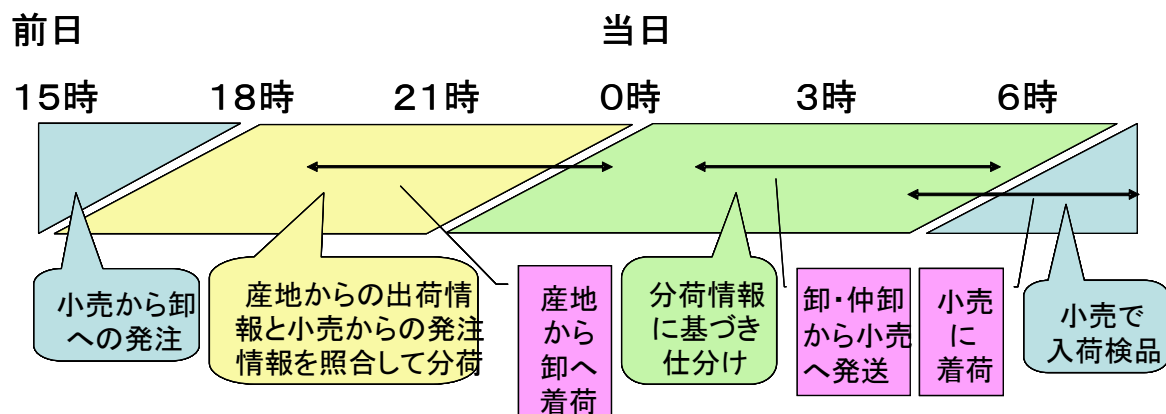 前日
当日
15時
18時
21時
0時
3時
6時
小売から卸
への発注
産地からの出荷情
報と小売からの発注
情報を照合して分荷
産地
から
卸へ
着荷
分荷情報
に基づき
仕分け
卸・仲卸
から小売
へ発送
小売
に
着荷
小売で
入荷検品